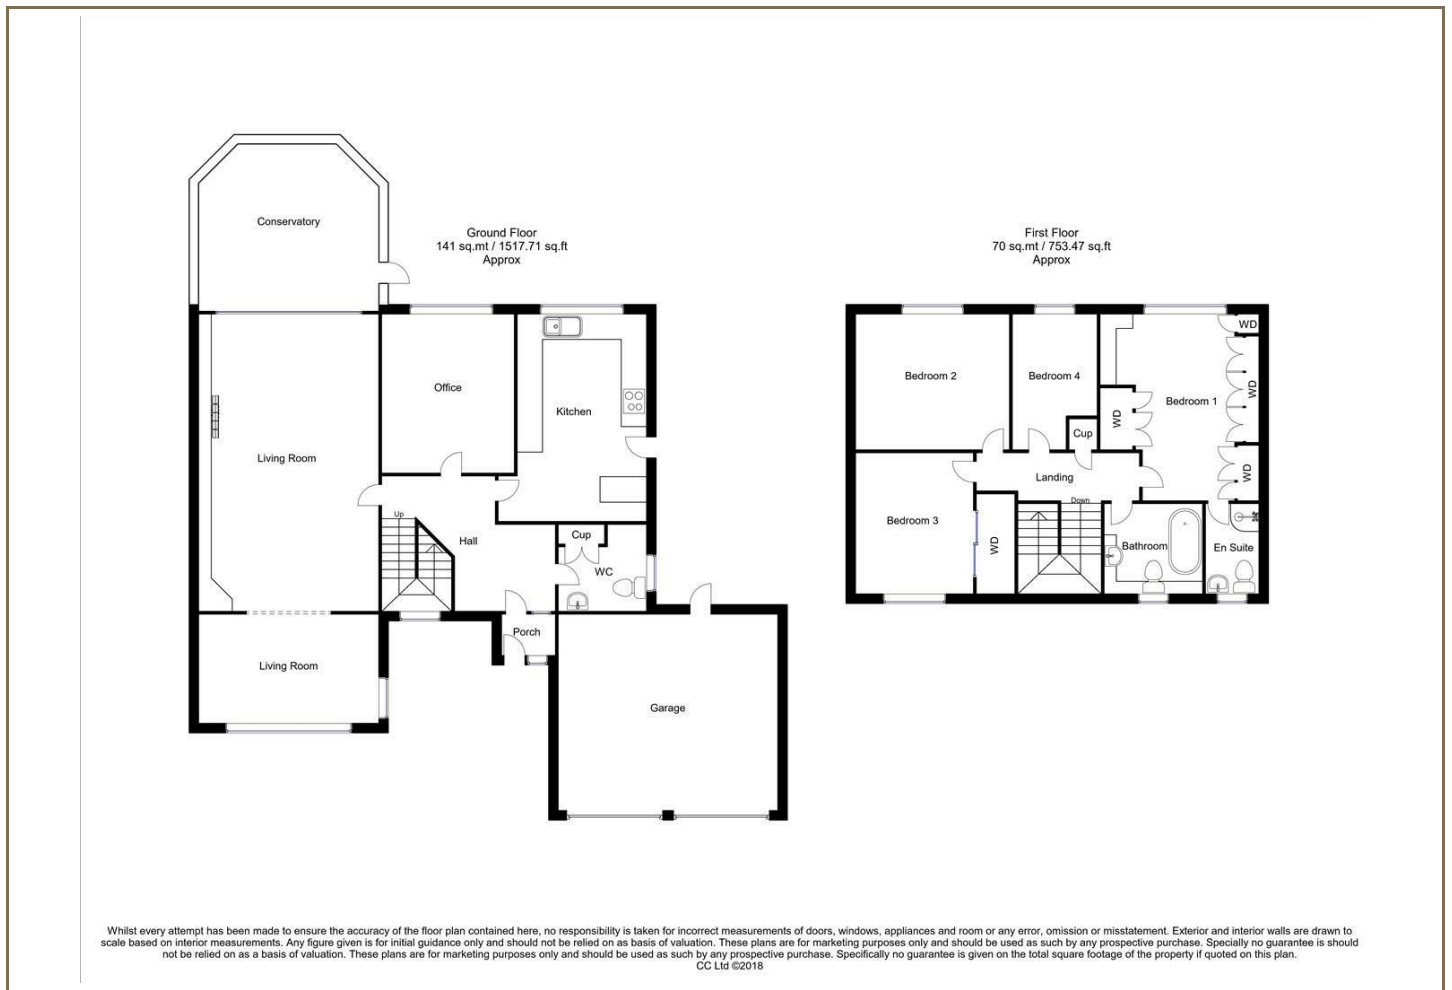 Conservatory
Ground Floor
141 sq.mt / 1517.71 sq.ft
Approx
First Floor
70 sq.mt / 753.47 sq.ft
Approx
Office
Kitchen
Living Room
Up
Hall
Cup
WC
Porch
Living Room
Garage
Bedroom 2
Bedroom 4
Bedroom 1
WD
WD
WD
WD
Cup
Landing
Down
Bedroom 3
WD
Bathroom
En Suite
Whilst every attempt has been made to ensure the accuracy of the floor plan contained here, no responsibility is taken for incorrect measurements of doors, windows, appliances and room or any error, omission or misstatement. Exterior and interior walls are drawn to
scale based on interior measurements. Any figure given is for initial guidance only and should not be relied on as basis of valuation. These plans are for marketing purposes only and should be used as such by any prospective purchase. Specially no guarantee is should
not be relied on as a basis of valuation. These plans are for marketing purposes only and should be used as such by any prospective purchase. Specifically no guarantee is given on the total square footage of the property if quoted on this plan.
CC Ltd ©2018